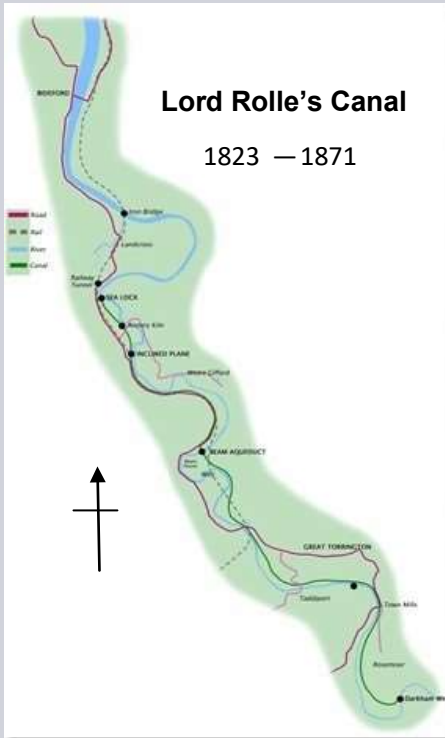 Lord Rolle's Canal
1823 — 1871
BIDEFORD
Road
Rail
River
Canal
Iron Bridge
Landcross
Railway
Tunnel
SEA LOCK
Kiln
INCLINED PLANE
Weare Giffard
BEAM AQUEDUCT
GREAT TORRINGTON
Taddiport
Town Mills
Rosemoor
Darkham